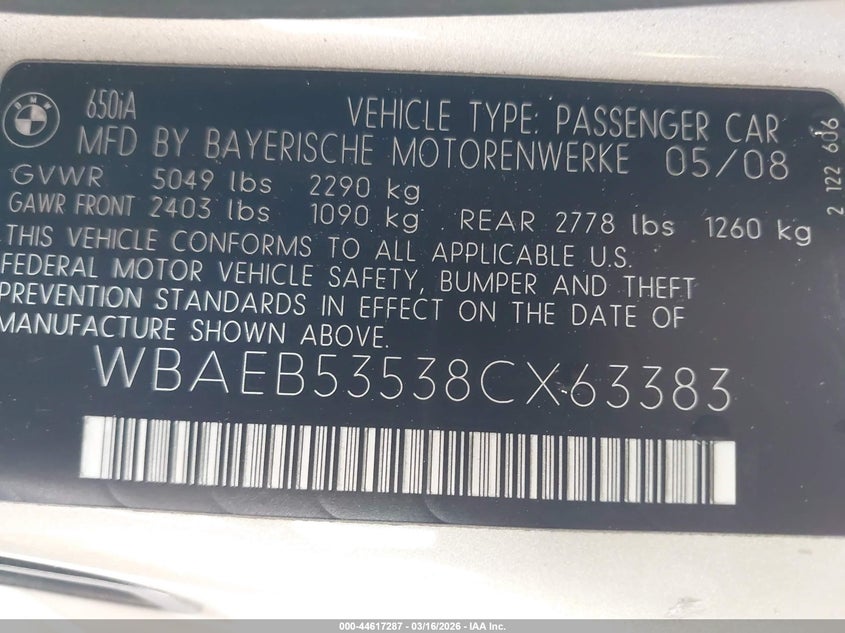 BMW
650iA
VEHICLE TYPE: PASSENGER CAR
MFD BY BAYERISCHE MOTORENWERKE 05/08
GVWR 5049 lbs 2290 kg
GAWR FRONT 2403 lbs 1090 kg REAR 2778 lbs 1260 kg
THIS VEHICLE CONFORMS TO ALL APPLICABLE U.S.
FEDERAL MOTOR VEHICLE SAFETY, BUMPER AND THEFT
PREVENTION STANDARDS IN EFFECT ON THE DATE OF
MANUFACTURE SHOWN ABOVE.
WBAEB53538CX63383
2 122 606
000-44617287 - 03/16/2026 - IAA Inc.